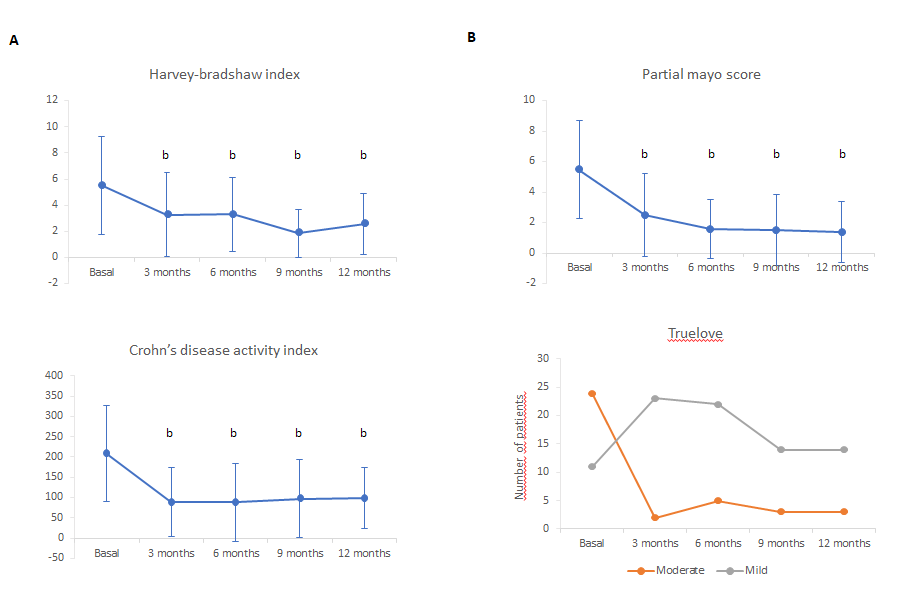 A
B
Harvey-bradshaw index
12
10
8
6
4
2
0
-2
b b b b
Basal 3 months 6 months 9 months 12 months
Partial mayo score
10
8
6
4
2
0
-2
b b b b
Basal 3 months 6 months 9 months 12 months
Crohn’s disease activity index
400
350
300
250
200
150
100
50
0
-50
b b b b
Basal 3 months 6 months 9 months 12 months
Truelove
Number of patients
30
25
20
15
10
5
0
Basal 3 months 6 months 9 months 12 months
Moderate Mild